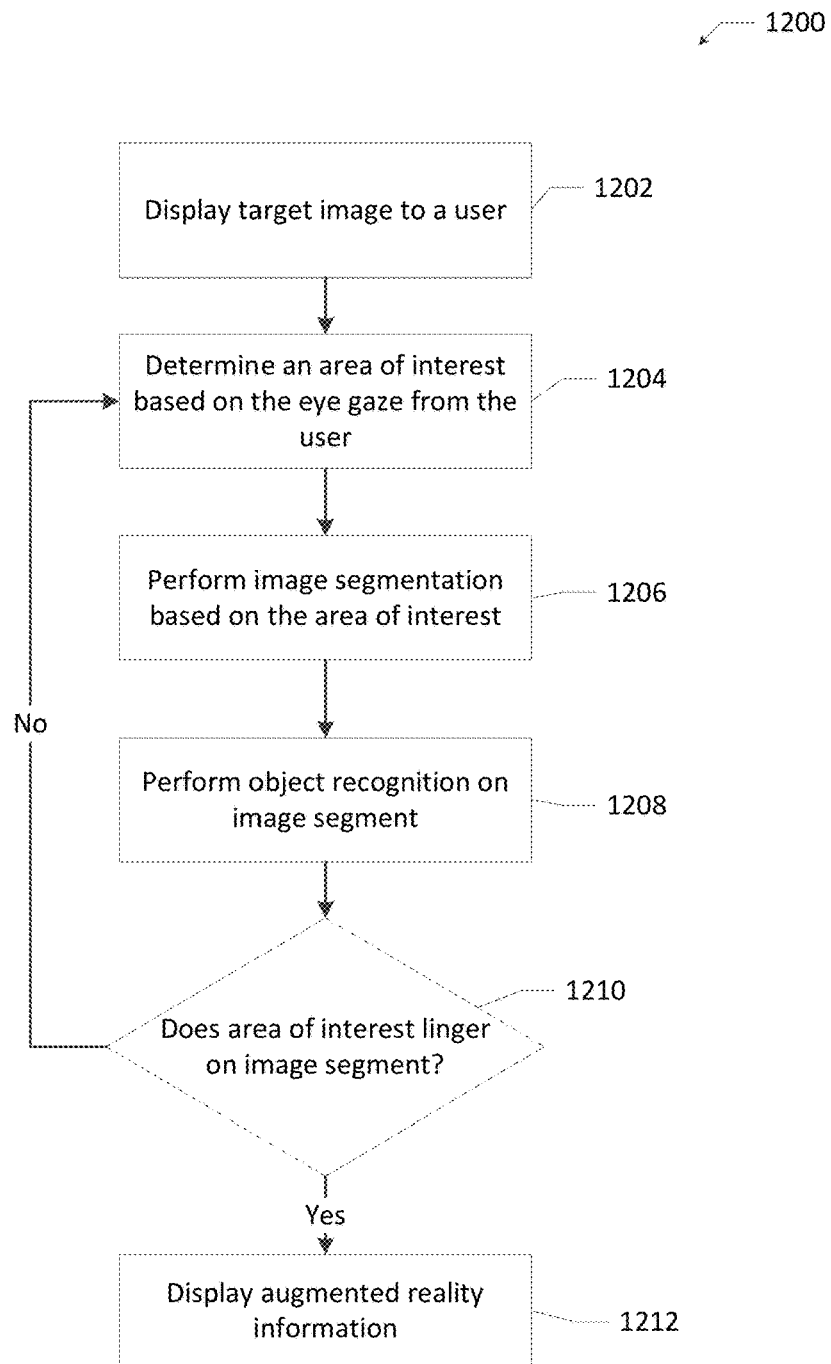 1200
Display target image to a user
1202
Determine an area of interest
based on the eye gaze from the
user
1204
Perform image segmentation
based on the area of interest
1206
No
Perform object recognition on
image segment
1208
1210
Does area of interest linger
on image segment?
Yes
Display augmented reality
information
1212